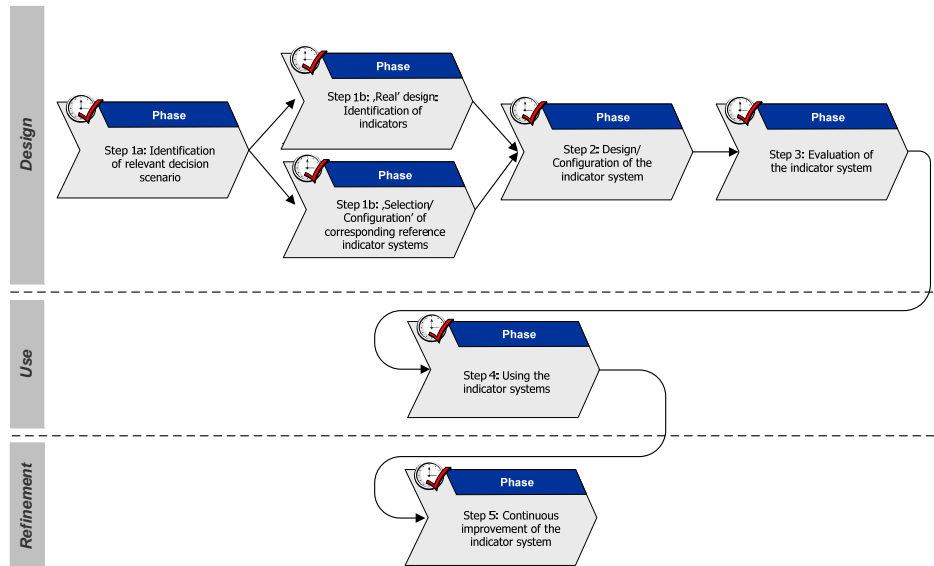 Design
Phase
Step 1a: Identification
of relevant decision
scenario
Phase
Step 1b: ‚Real' design:
Identification of
indicators
Phase
Step 1b: ‚Selection/
Configuration' of
corresponding reference
indicator systems
Phase
Step 2: Design/
Configuration of the
indicator system
Phase
Step 3: Evaluation of
the indicator system
Use
Phase
Step 4: Using the
indicator systems
Refinement
Phase
Step 5: Continuous
improvement of the
indicator system